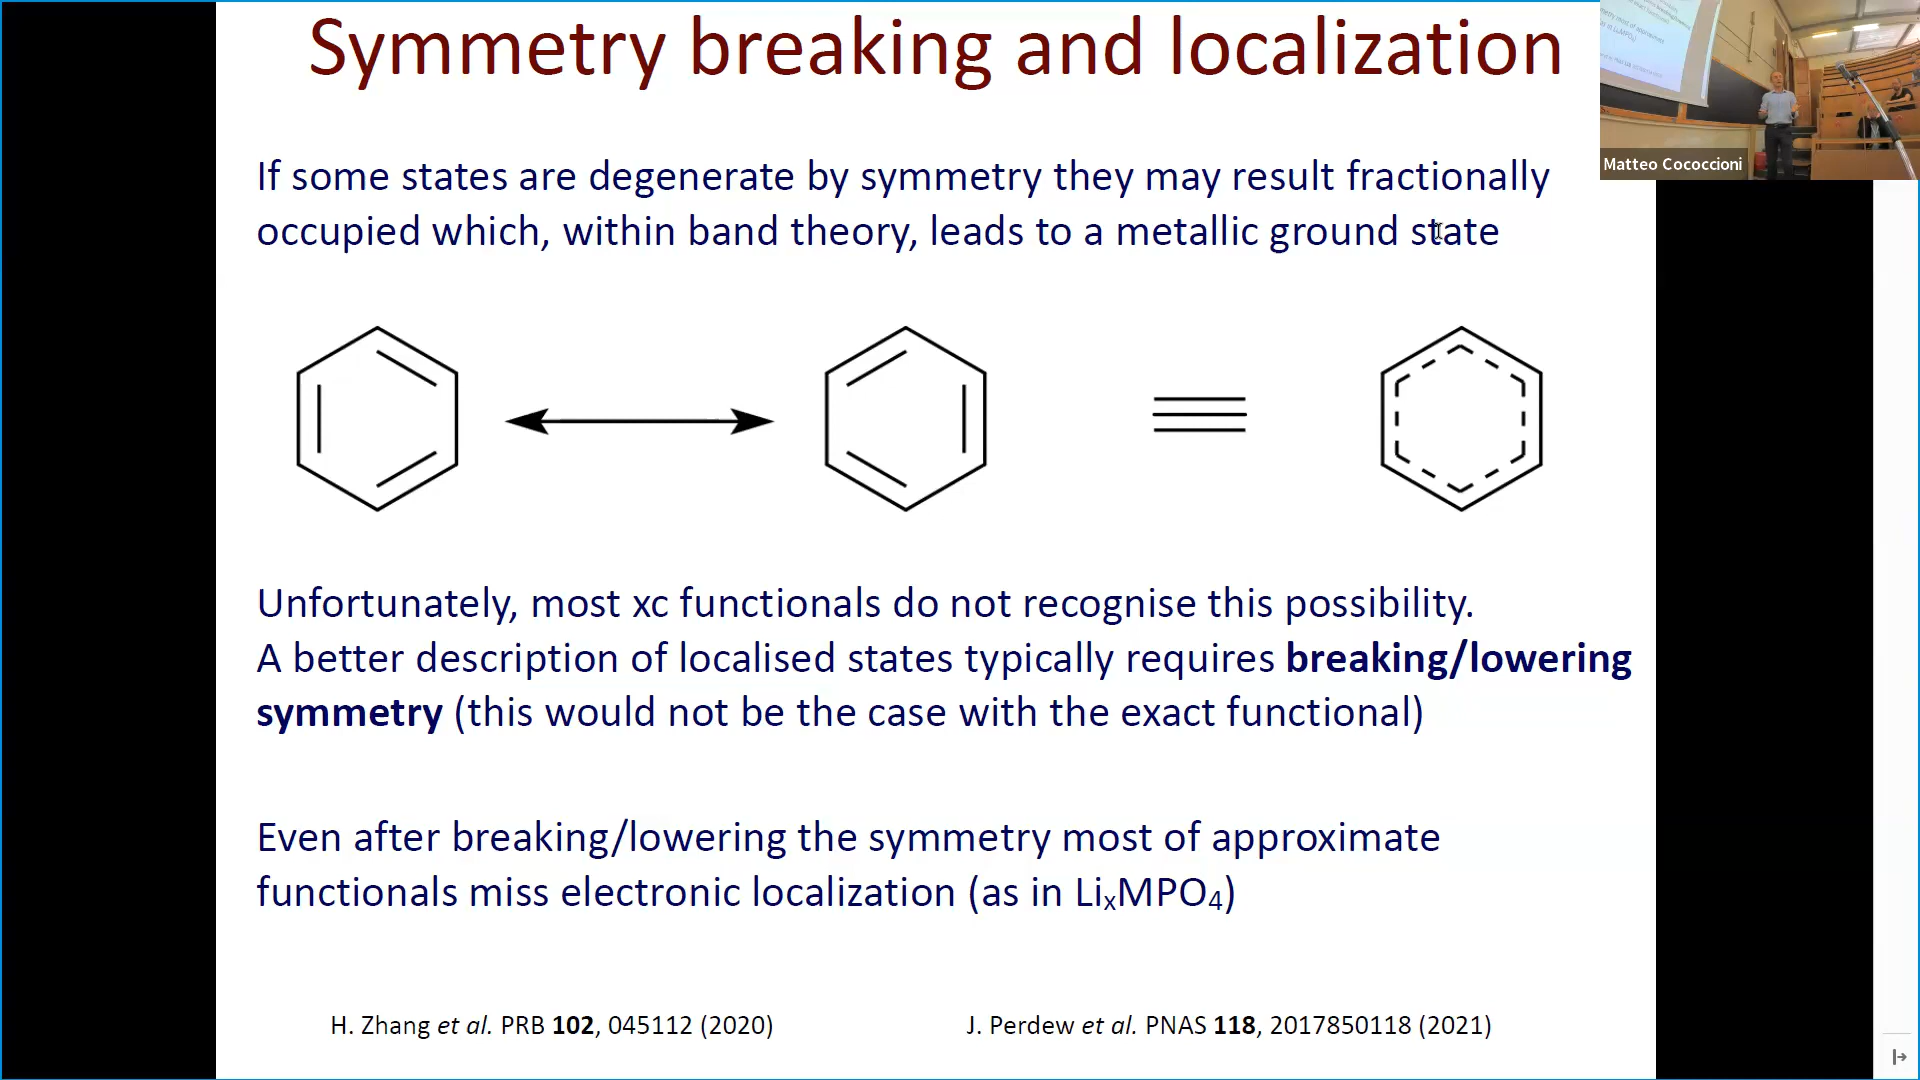 Symmetry breaking and localization
Matteo Cococcioni
If some states are degenerate by symmetry they may result fractionally
occupied which, within band theory, leads to a metallic ground state
Unfortunately, most xc functionals do not recognise this possibility.
A better description of localised states typically requires breaking/lowering
symmetry (this would not be the case with the exact functional)
Even after breaking/lowering the symmetry most of approximate
functionals miss electronic localization (as in LiₓMPO₄)
H. Zhang et al. PRB 102, 045112 (2020)
J. Perdew et al. PNAS 118, 2017850118 (2021)